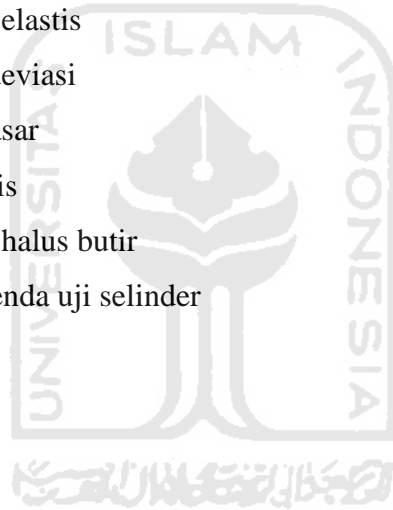 elastis
eviasi
sar
is
halus butir
enda uji selinder
UNIVERSITAS ISLAM INDONESIA